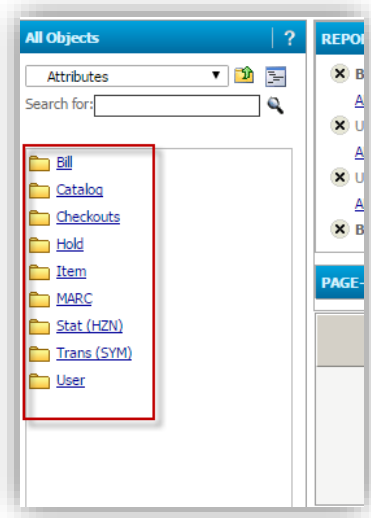 All Objects ?
REPO
Attributes
Search for:
Bill
Catalog
Checkouts
Hold
Item
MARC
Stat (HZN)
Trans (SYM)
User
B
A
U
A
U
A
B
PAGE-